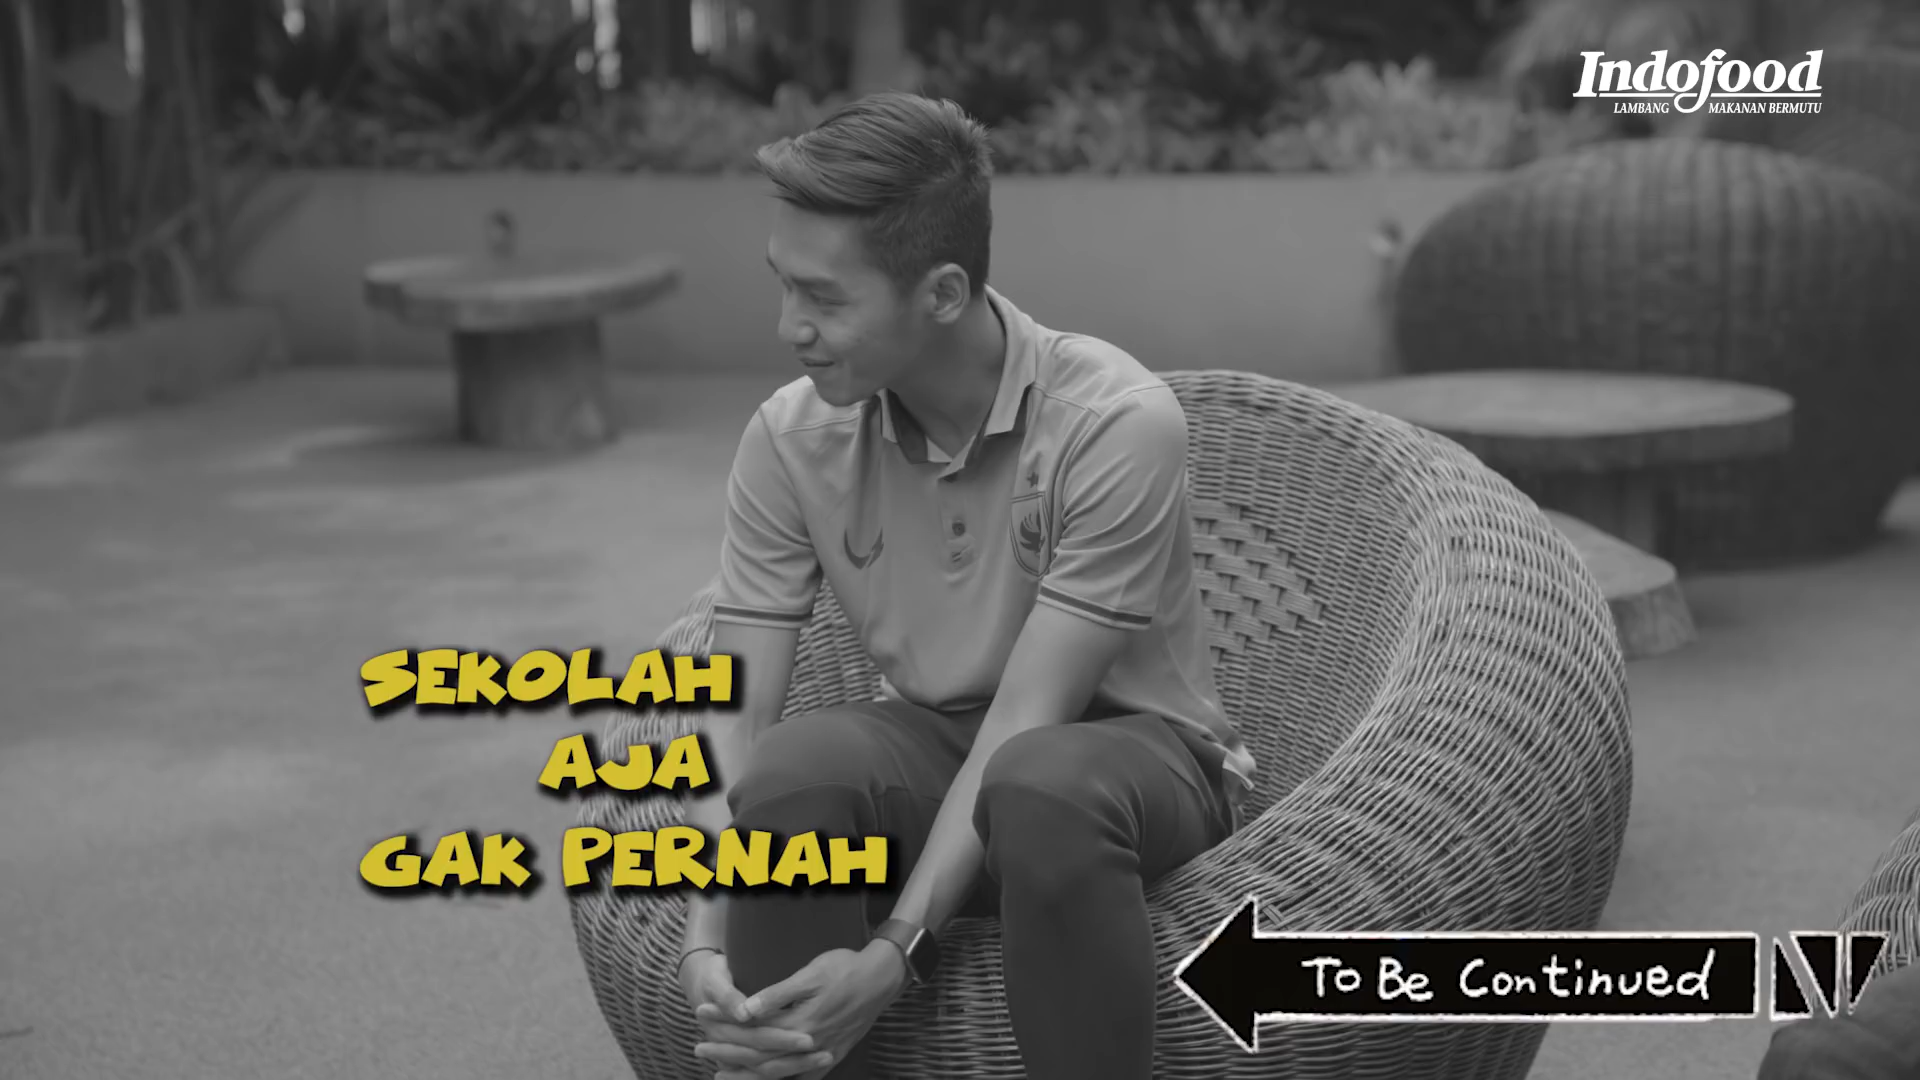 Indofood
LAMBANG MAKANAN BERMUTU
SEKOLAH
AJA
GAK PERNAH
To Be Continued